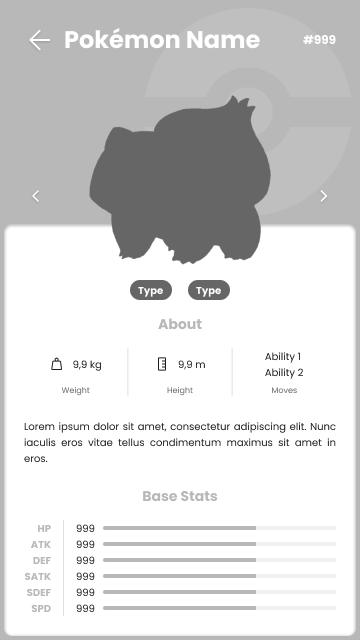 Pokémon Name #999
Type Type
About
9,9 kg 9,9 m Ability 1
Ability 2
Weight Height Moves
Lorem ipsum dolor sit amet, consectetur adipiscing elit. Nunc
iaculis eros vitae tellus condimentum maximus sit amet in
eros.
Base Stats
HP 999
ATK 999
DEF 999
SATK 999
SDEF 999
SPD 999